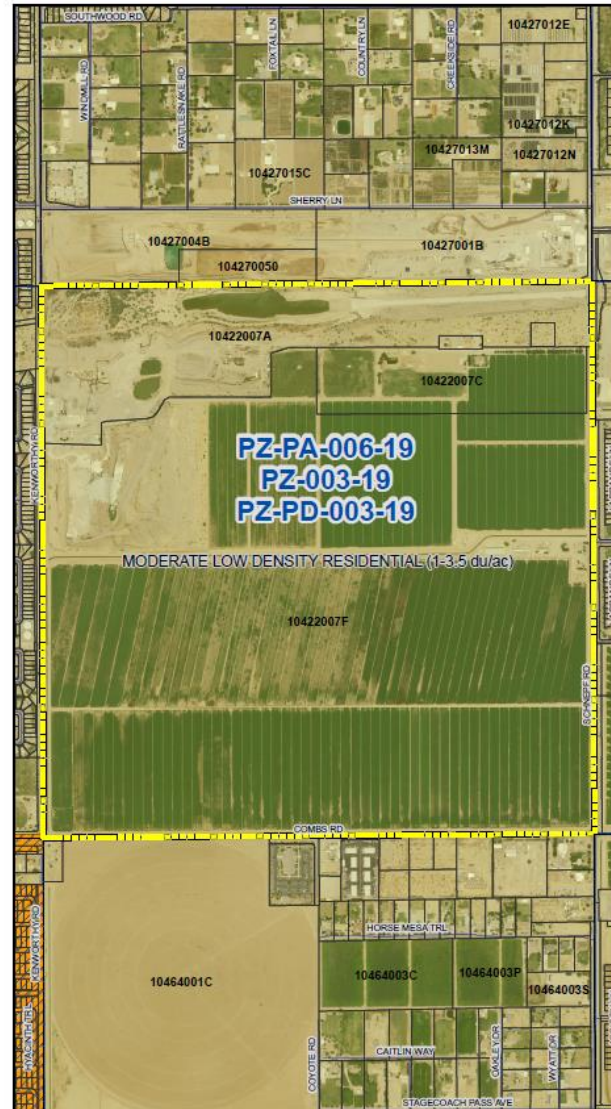 SOUTHWOOD RD
10427012E
WINDMILL RD
RATTLESNAKE RD
FOXTAIL LN
COUNTRY LN
CREEKSIDE RD
10427012K
10427013M
10427012N
10427015C
SHERRY LN
10427004B
10427001B
104270050
10422007A
10422007C
KENWORTHY RD
PZ-PA-006-19
PZ-003-19
PZ-PD-003-19
MODERATE LOW DENSITY RESIDENTIAL (1-3.5 du/ac)
10422007F
SCHNEPF RD
COMBS RD
HORSE MESA TRL
KENWORTHY RD
10464001C
10464003C
10464003P
10464003S
HYACINTH TRL
COYOTE RD
CAITLIN WAY
OAKLEY DR
WYATT DR
STAGECOACH PASS AVE